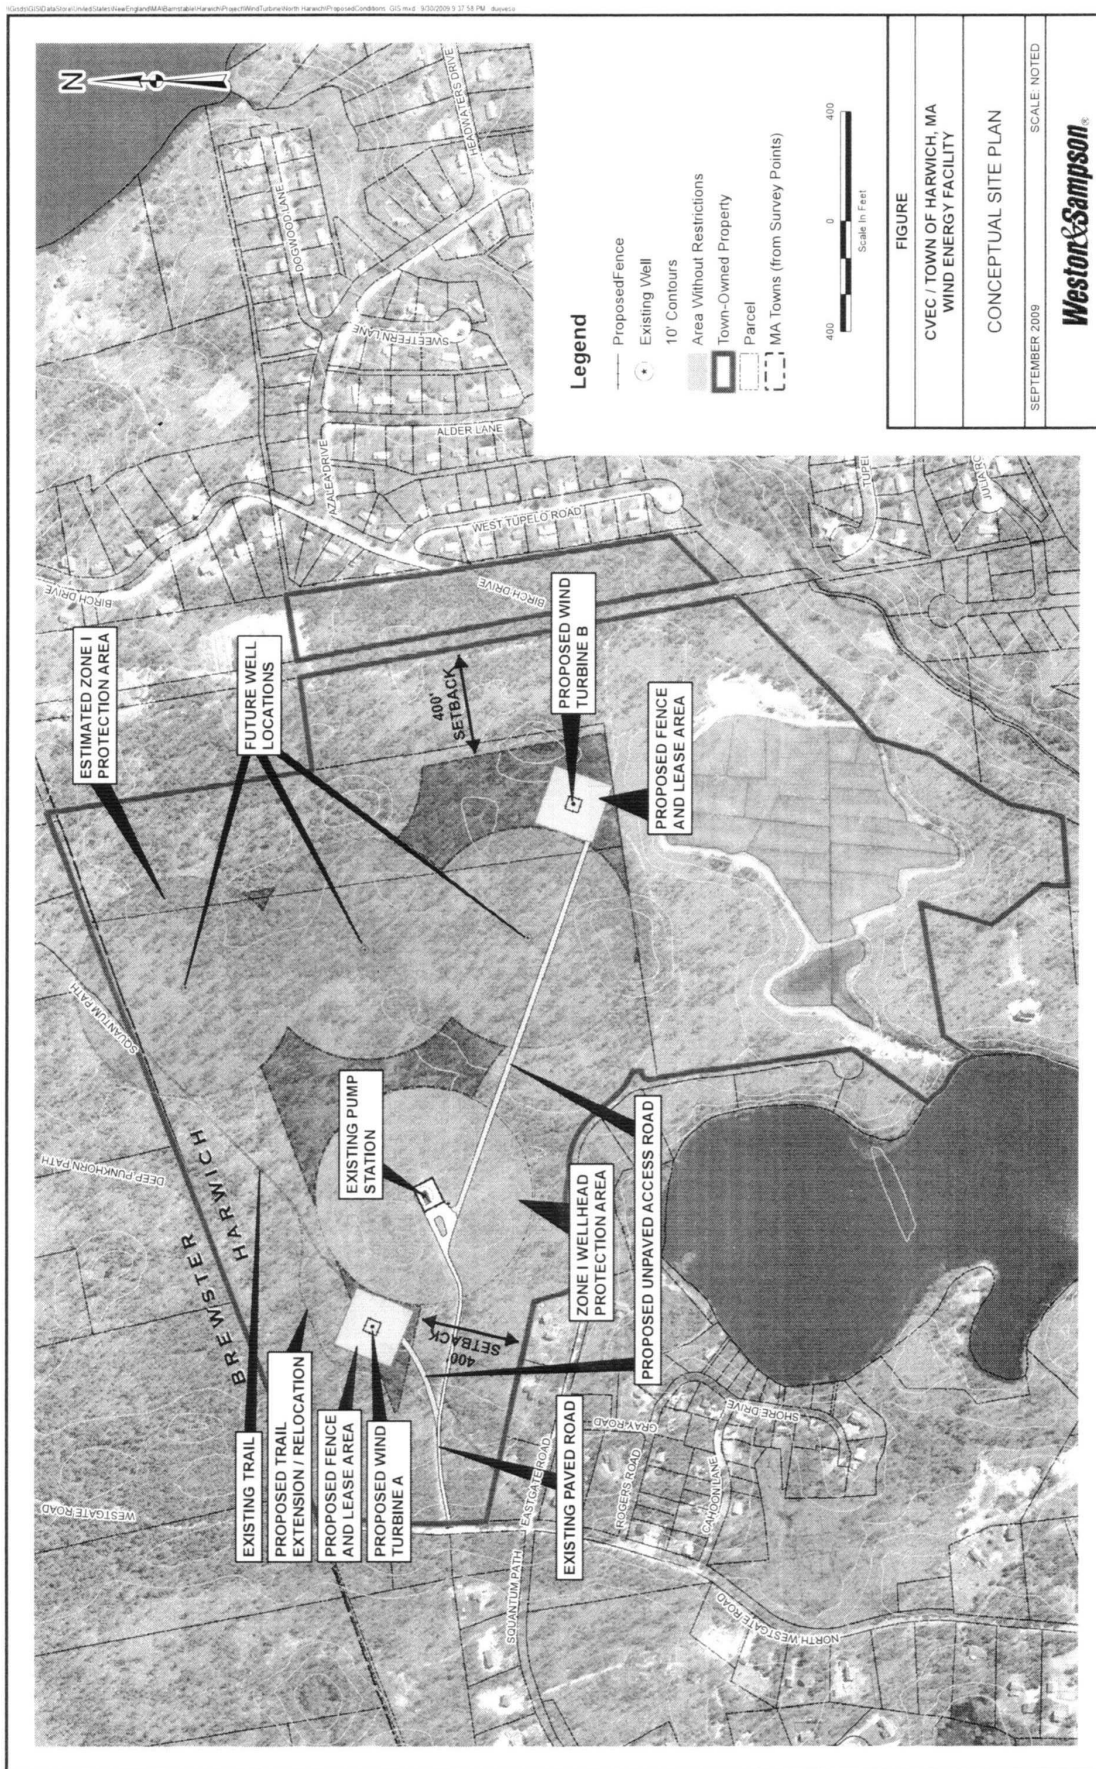 N
HEADWATERS DRIVE
DOGWOOD LANE
SWEETFERN LANE
ALDER LANE
AZALEA DRIVE
WEST TUPELO ROAD
BIRCH DRIVE
BIRCH DRIVE
JULIA
ESTIMATED ZONE I
PROTECTION AREA
FUTURE WELL
LOCATIONS
400'
SETBACK
PROPOSED WIND
TURBINE B
PROPOSED FENCE
AND LEASE AREA
SQUANTUM PATH
DEEP PUNKHORN PATH
BREWSTER
HARWICH
EXISTING PUMP
STATION
ZONE I WELLHEAD
PROTECTION AREA
PROPOSED UNPAVED ACCESS ROAD
400'
SETBACK
EXISTING TRAIL
PROPOSED TRAIL
EXTENSION / RELOCATION
PROPOSED FENCE
AND LEASE AREA
PROPOSED WIND
TURBINE A
EXISTING PAVED ROAD
WESTGATE ROAD
EASTGATE ROAD
SQUANTUM PATH
GRAY ROAD
ROGERS ROAD
CAHOON LANE
SHORE DRIVE
NORTH WESTGATE ROAD
Legend
ProposedFence
Existing Well
10' Contours
Area Without Restrictions
Town-Owned Property
Parcel
MA Towns (from Survey Points)
400 0 400
Scale In Feet
FIGURE
CVEC / TOWN OF HARWICH, MA
WIND ENERGY FACILITY
CONCEPTUAL SITE PLAN
SEPTEMBER 2009 SCALE: NOTED
Weston&Sampson®